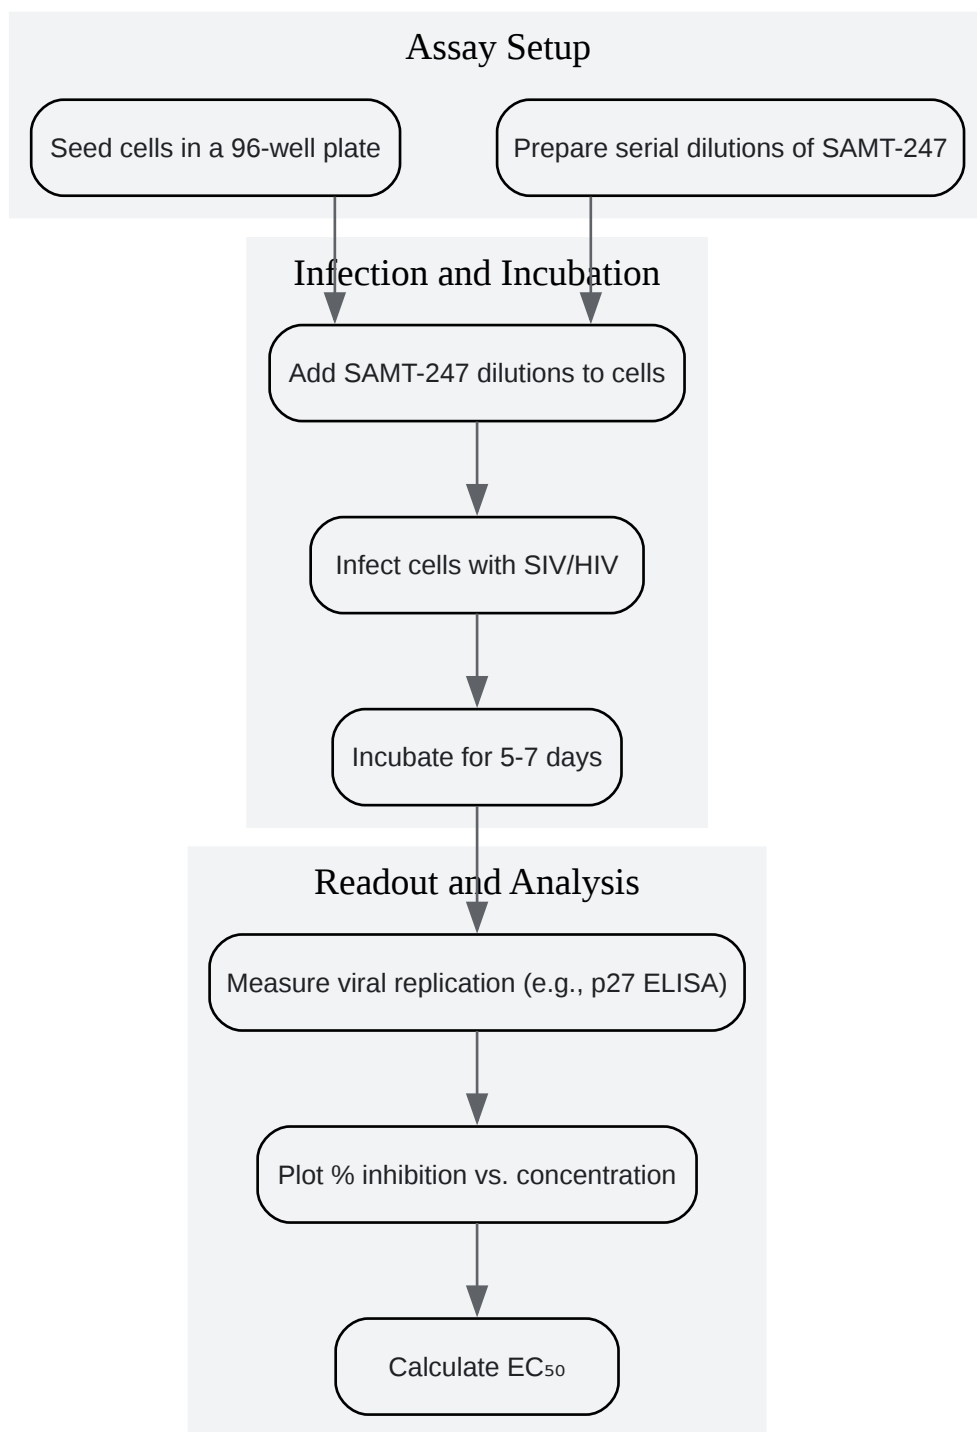 Assay Setup
Seed cells in a 96-well plate
Prepare serial dilutions of SAMT-247
Infection and Incubation
Add SAMT-247 dilutions to cells
Infect cells with SIV/HIV
Incubate for 5-7 days
Readout and Analysis
Measure viral replication (e.g., p27 ELISA)
Plot % inhibition vs. concentration
Calculate EC₅₀